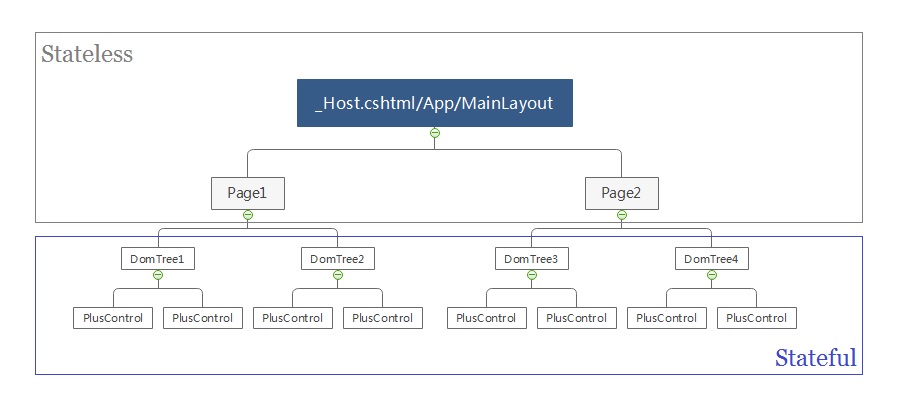 Stateless
_Host.cshtml/App/MainLayout
Page1
Page2
DomTree1
DomTree2
DomTree3
DomTree4
PlusControl
PlusControl
PlusControl
PlusControl
PlusControl
PlusControl
PlusControl
PlusControl
Stateful